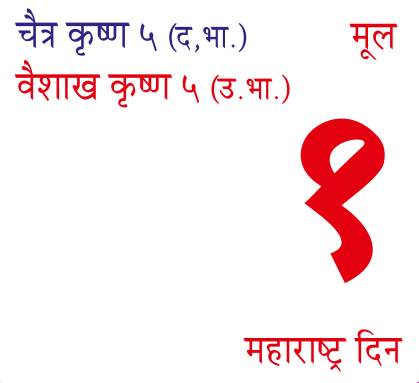 चैत्र कृष्ण ५ (द,भा.) मूल
वैशाख कृष्ण ५ (उ.भा.)
१
महाराष्ट्र दिन